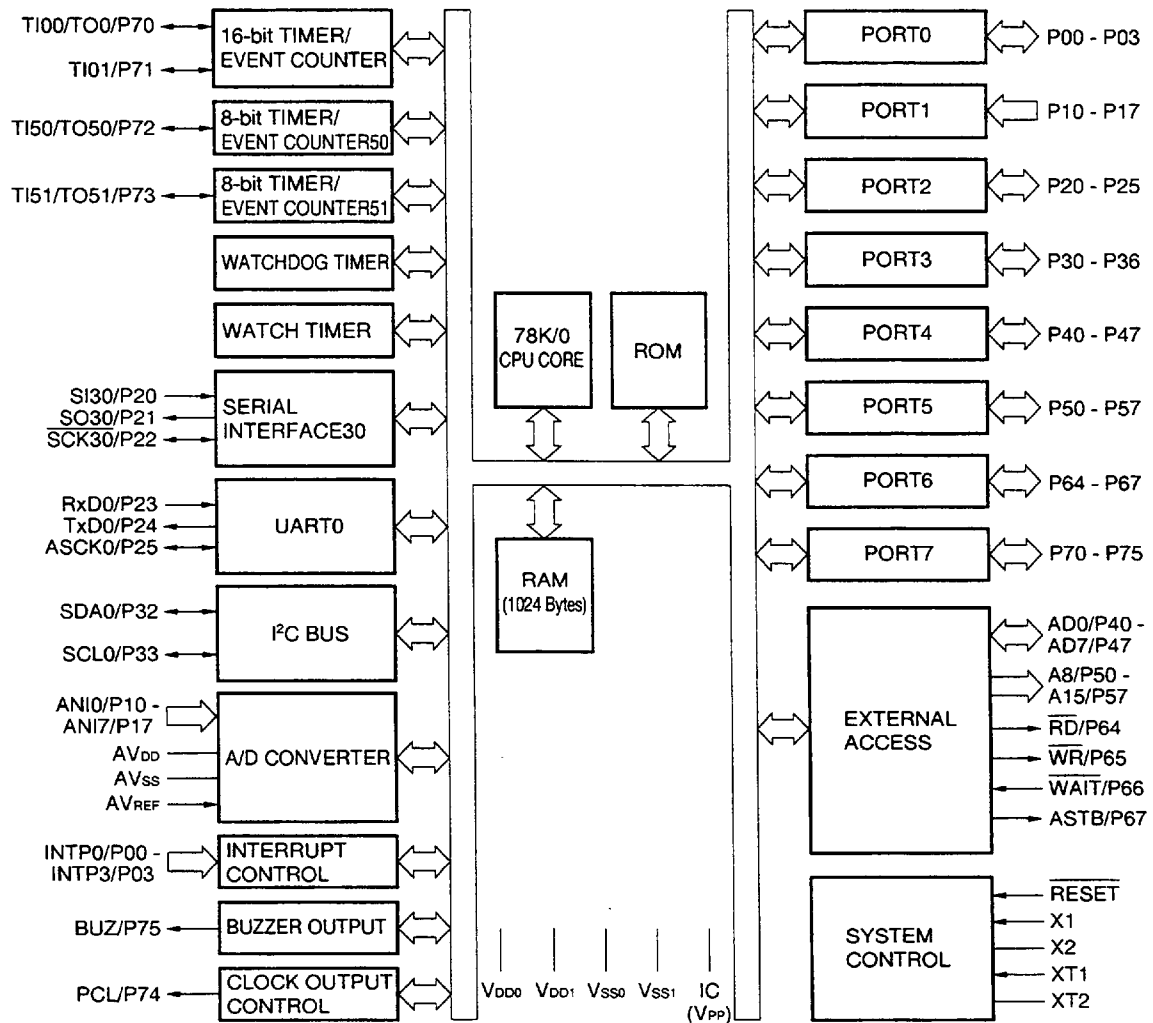 TI00/TO0/P70
TI01/P71
16-bit TIMER/
EVENT COUNTER
TI50/TO50/P72
8-bit TIMER/
EVENT COUNTER50
TI51/TO51/P73
8-bit TIMER/
EVENT COUNTER51
WATCHDOG TIMER
WATCH TIMER
SI30/P20
SO30/P21
SCK30/P22
SERIAL
INTERFACE30
RxD0/P23
TxD0/P24
ASCK0/P25
UART0
SDA0/P32
SCL0/P33
I²C BUS
ANI0/P10 -
ANI7/P17
AVDD
AVSS
AVREF
A/D CONVERTER
INTP0/P00 -
INTP3/P03
INTERRUPT
CONTROL
BUZ/P75
BUZZER OUTPUT
PCL/P74
CLOCK OUTPUT
CONTROL
78K/0
CPU CORE
ROM
RAM
(1024 Bytes)
VDD0
VDD1
VSS0
VSS1
IC
(VPP)
PORT0
P00 - P03
PORT1
P10 - P17
PORT2
P20 - P25
PORT3
P30 - P36
PORT4
P40 - P47
PORT5
P50 - P57
PORT6
P64 - P67
PORT7
P70 - P75
EXTERNAL
ACCESS
AD0/P40 -
AD7/P47
A8/P50 -
A15/P57
RD/P64
WR/P65
WAIT/P66
ASTB/P67
SYSTEM
CONTROL
RESET
X1
X2
XT1
XT2